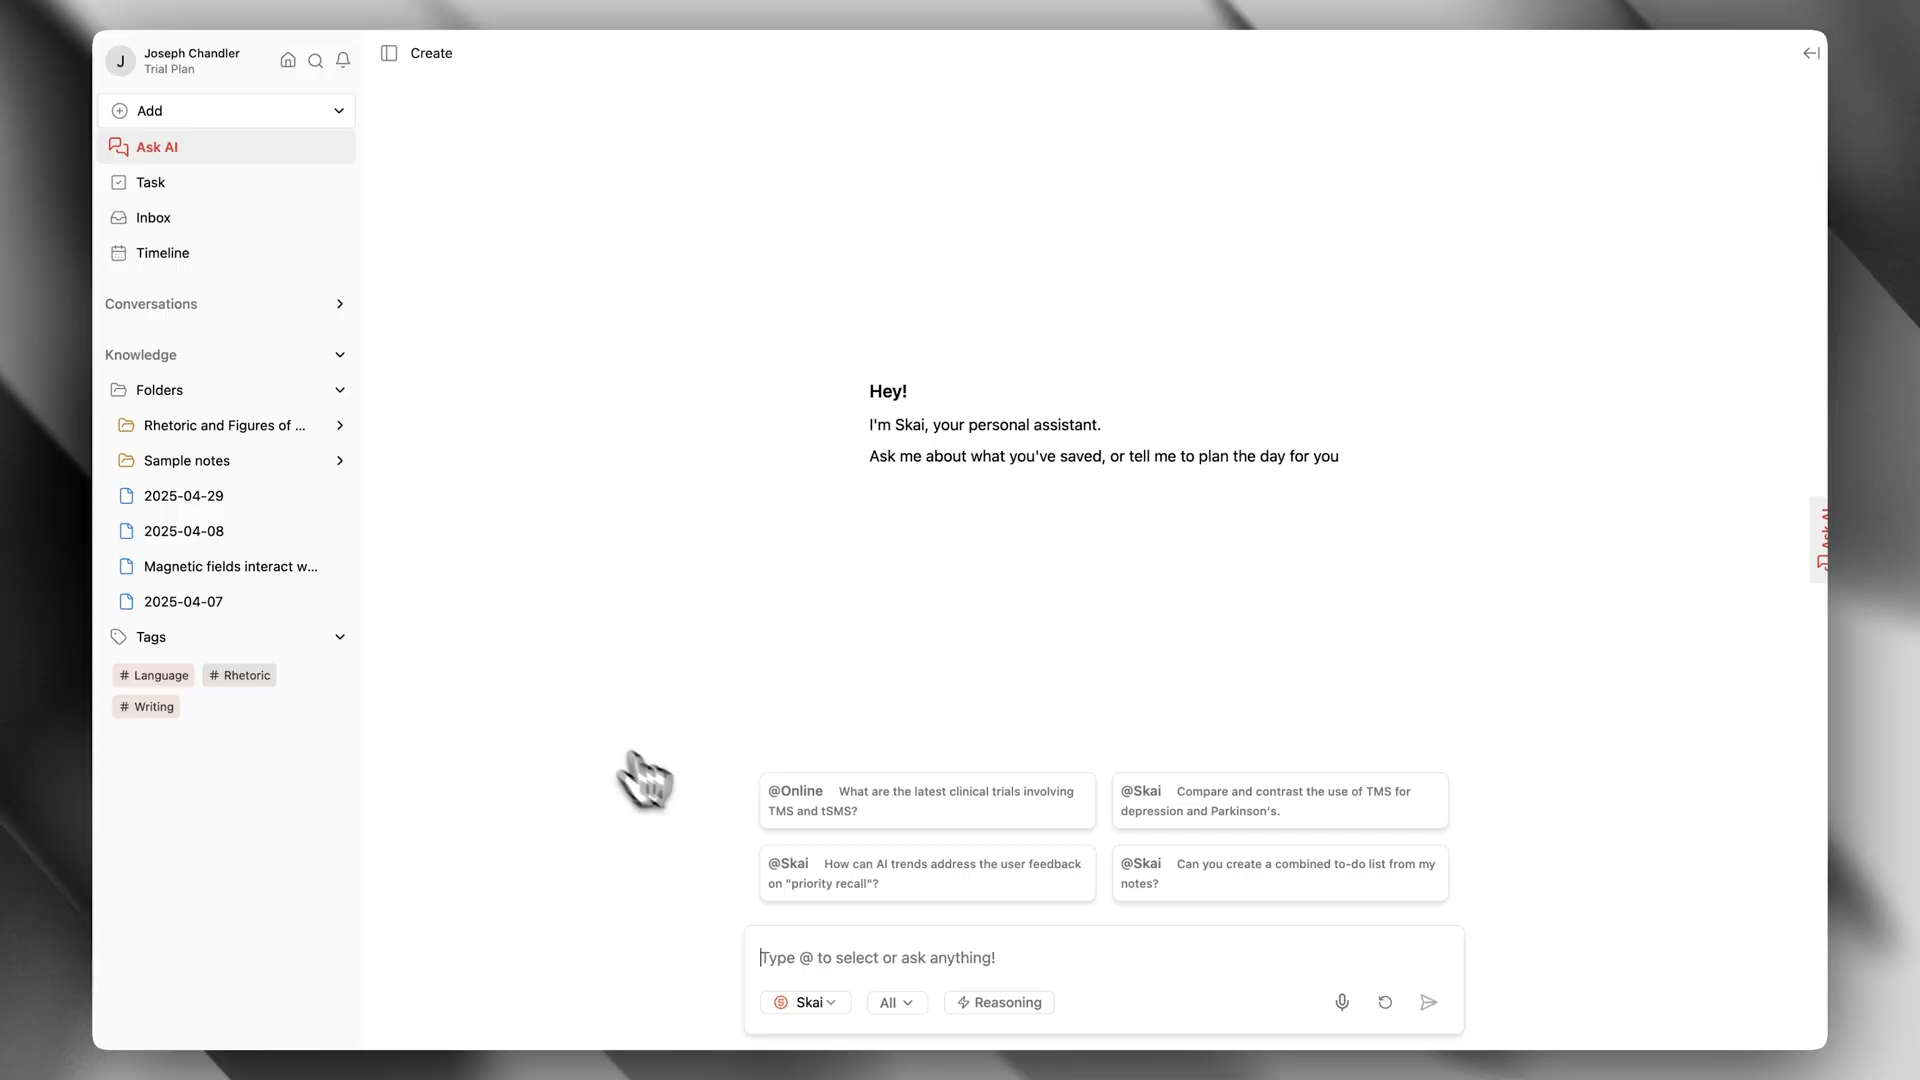 J
Joseph Chandler
Trial Plan
Create
Add
Ask AI
Task
Inbox
Timeline
Conversations
Knowledge
Folders
Rhetoric and Figures of ...
Sample notes
2025-04-29
2025-04-08
Magnetic fields interact w...
2025-04-07
Tags
# Language
# Rhetoric
# Writing
Hey!
I'm Skai, your personal assistant.
Ask me about what you've saved, or tell me to plan the day for you
Ask AI
@Online What are the latest clinical trials involving
TMS and tSMS?
@Skai Compare and contrast the use of TMS for
depression and Parkinson's.
@Skai How can AI trends address the user feedback
on "priority recall"?
@Skai Can you create a combined to-do list from my
notes?
Type @ to select or ask anything!
Skai
All
Reasoning